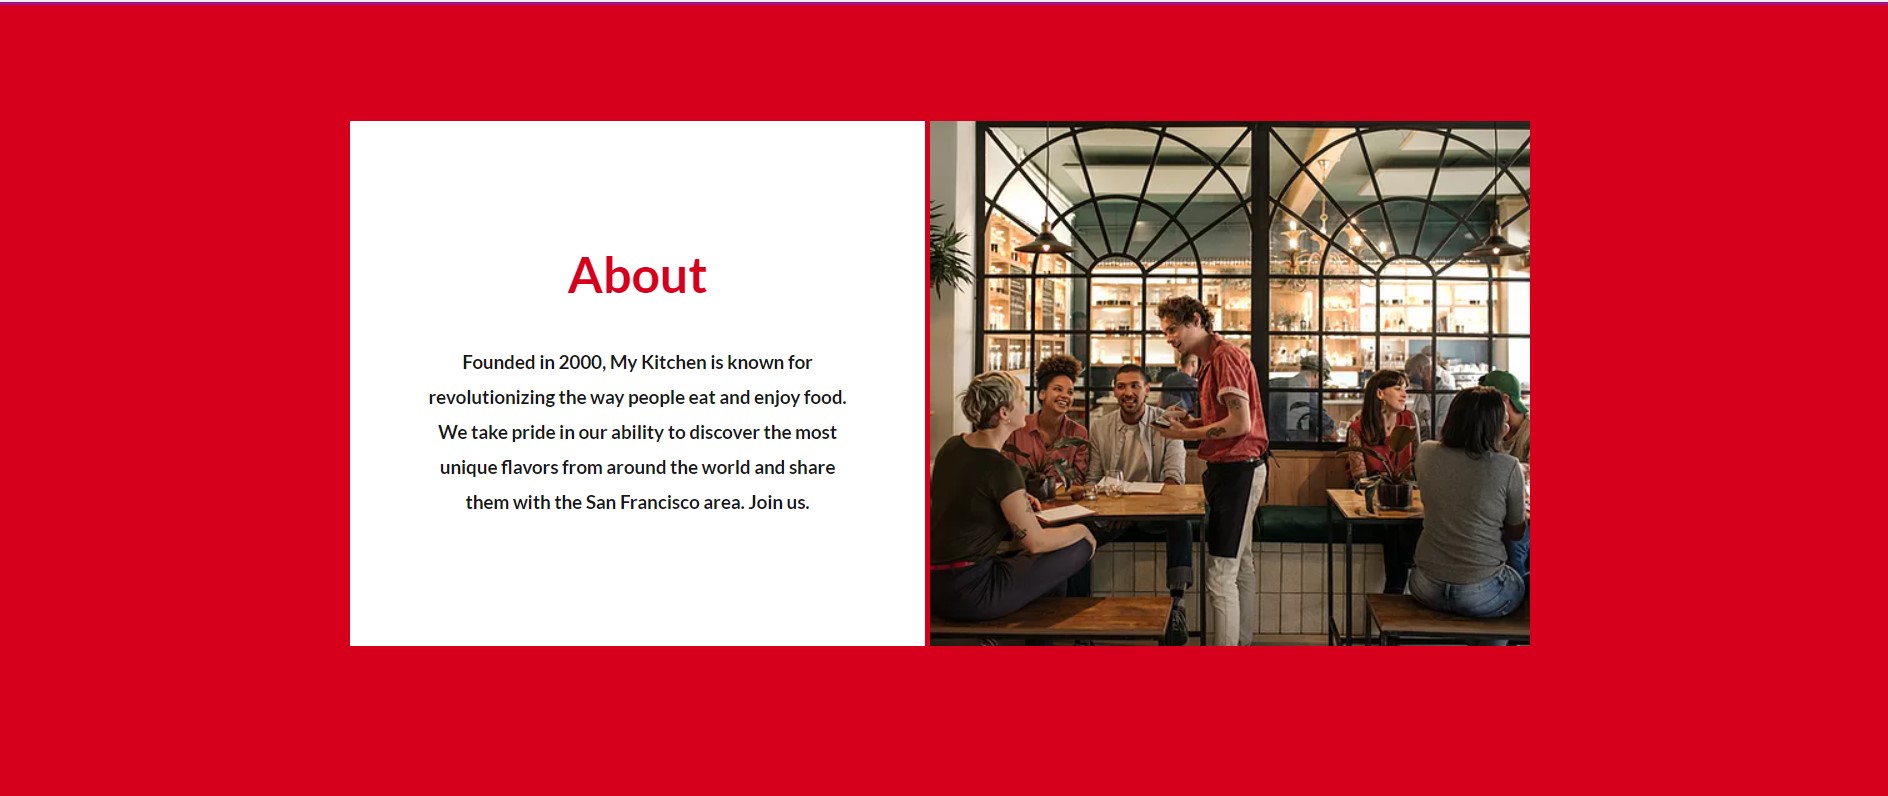 About
Founded in 2000, My Kitchen is known for
revolutionizing the way people eat and enjoy food.
We take pride in our ability to discover the most
unique flavors from around the world and share
them with the San Francisco area. Join us.